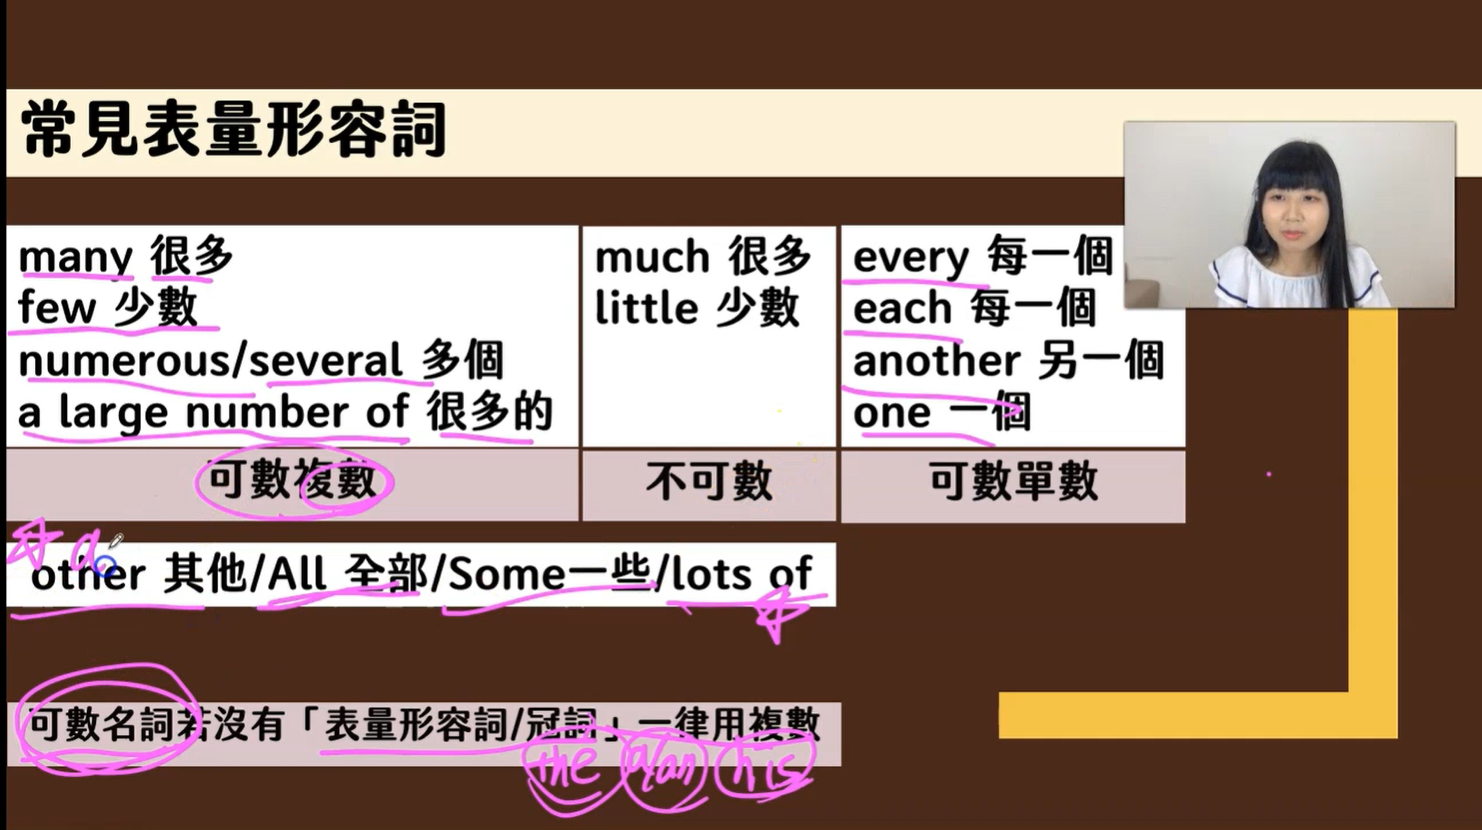 常見表量形容詞
many 很多
few 少數
numerous/several 多個
a large number of 很多的
可數複數
much 很多
little 少數
不可數
every 每一個
each 每一個
another 另一個
one 一個
可數單數
a
other 其他/All 全部/Some一些/lots of
可數名詞若沒有「表量形容詞/冠詞」一律用複數
the a/an his